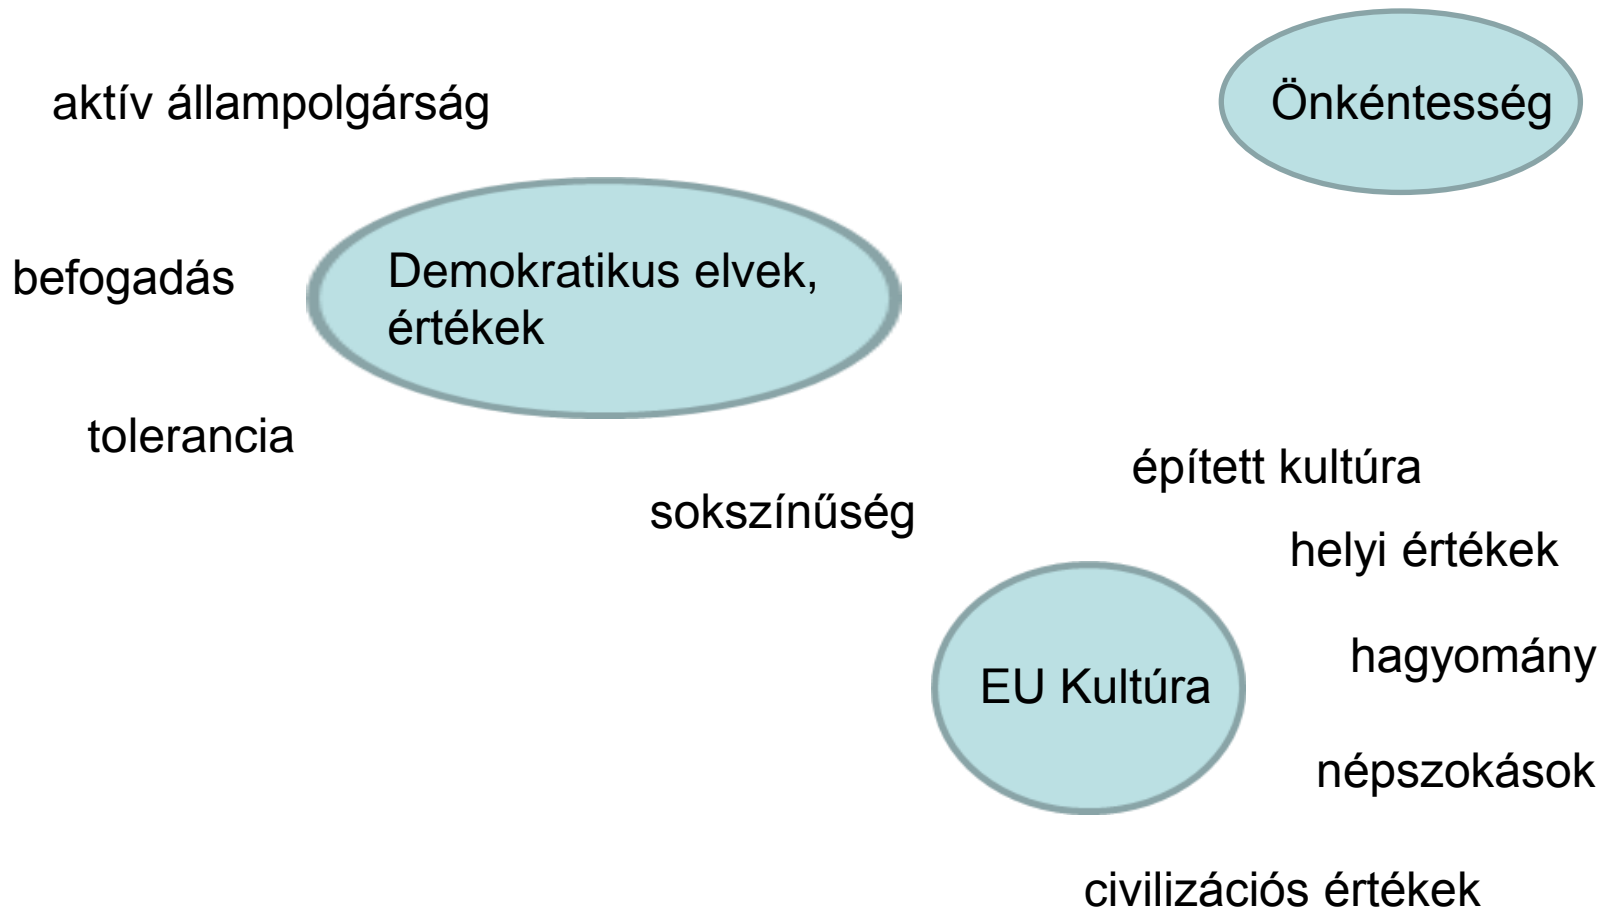 aktív állampolgárság
Önkéntesség
befogadás
Demokratikus elvek,
értékek
tolerancia
sokszínűség
épített kultúra
helyi értékek
EU Kultúra
hagyomány
népszokások
civilizációs értékek